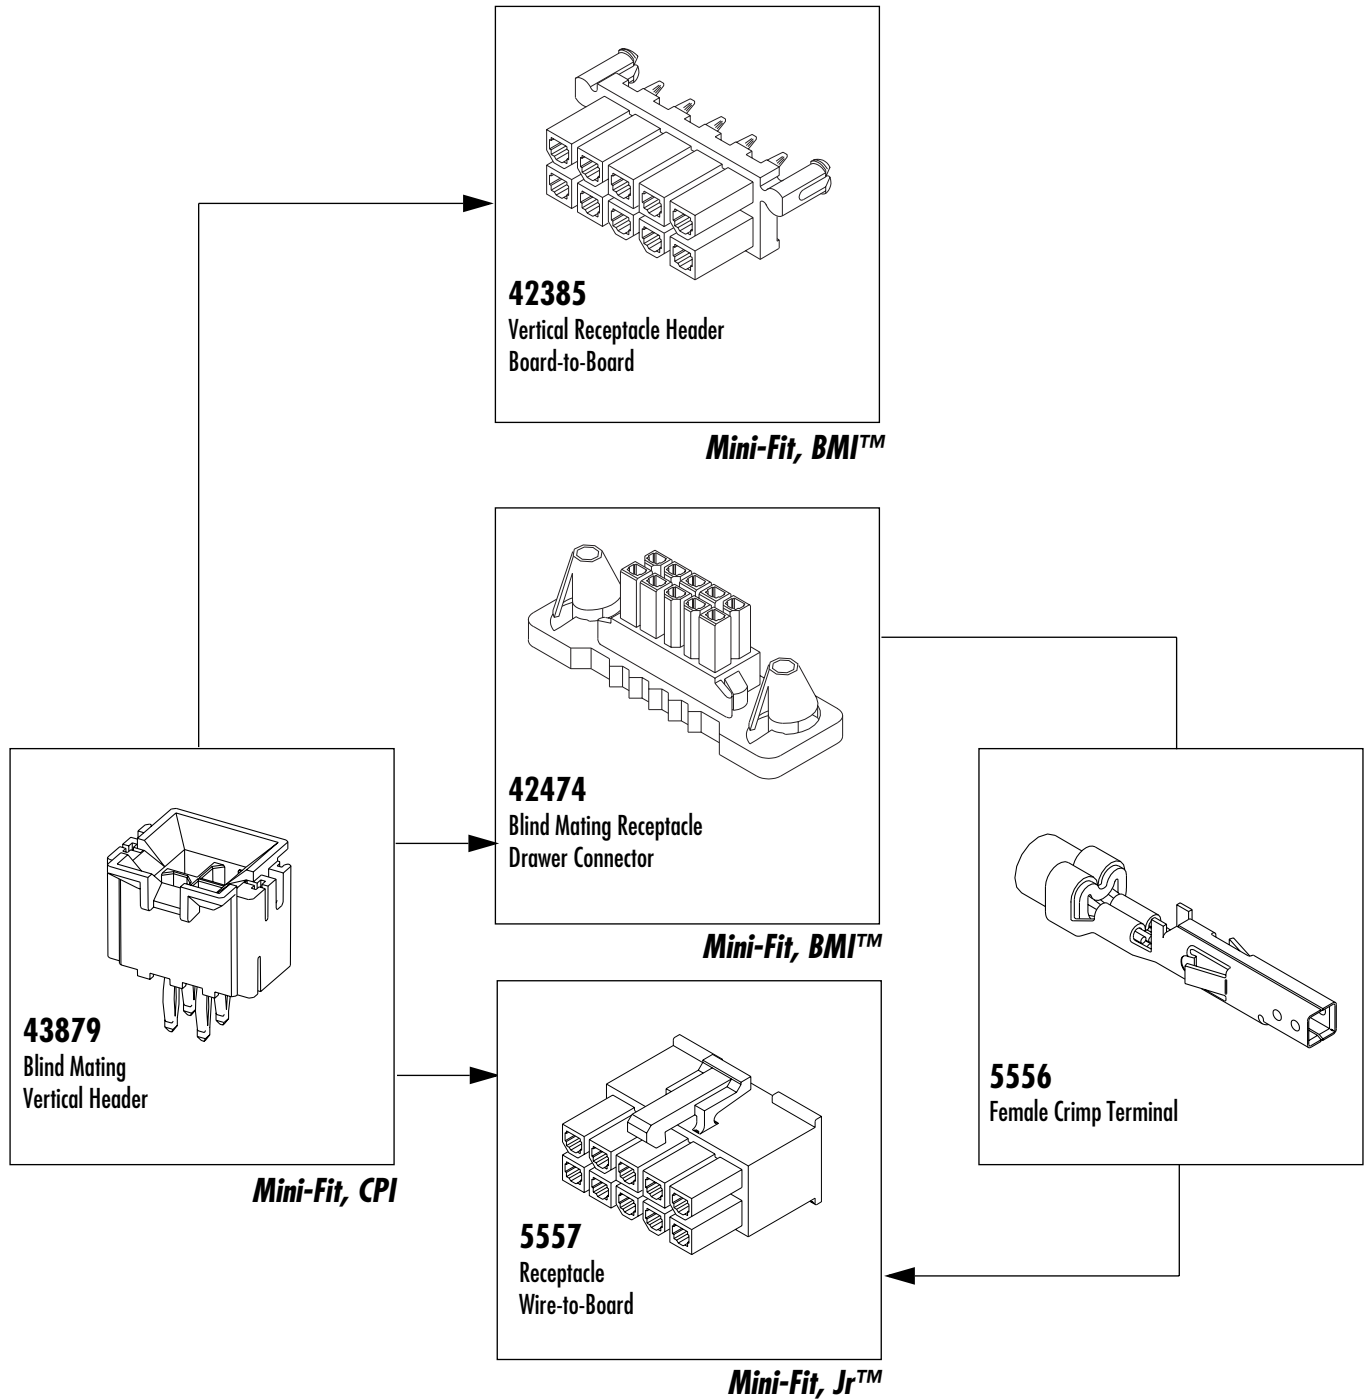 42385
Vertical Receptacle Header
Board-to-Board
Mini-Fit, BMI™
42474
Blind Mating Receptacle
Drawer Connector
Mini-Fit, BMI™
43879
Blind Mating
Vertical Header
Mini-Fit, CPI
5557
Receptacle
Wire-to-Board
Mini-Fit, Jr™
5556
Female Crimp Terminal